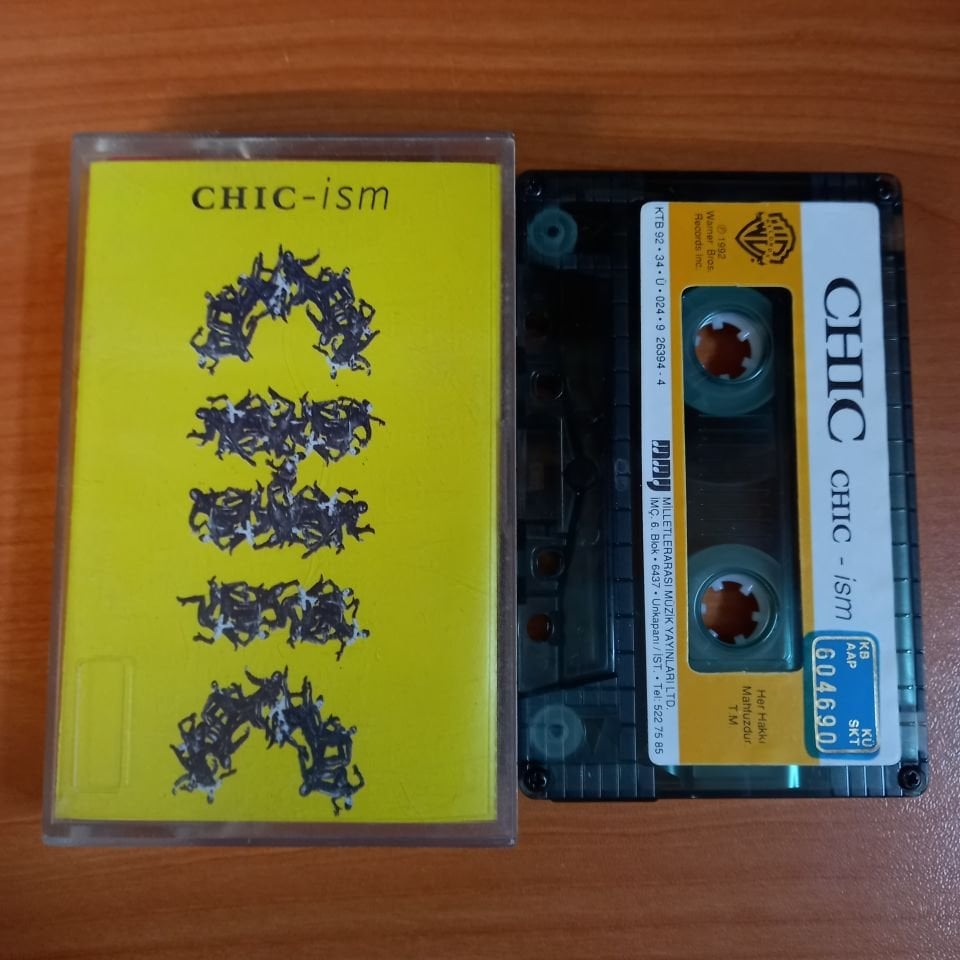 CHIC-ism
CHIC
CHIC CHIC - ism
℗ 1992
Warner Bros.
Records Inc.
KTB 92 • 34 • Ü • 024 • 9 26394 - 4
MİLLETLERARASI MÜZİK YAYINLARI LTD.
İMÇ. 6. Blok • 6437 • Unkapanı / İST. • Tel: 522 75 85
Her Hakkı
Mahfuzdur
T.M
KB KÜ
AAP SKT
604690